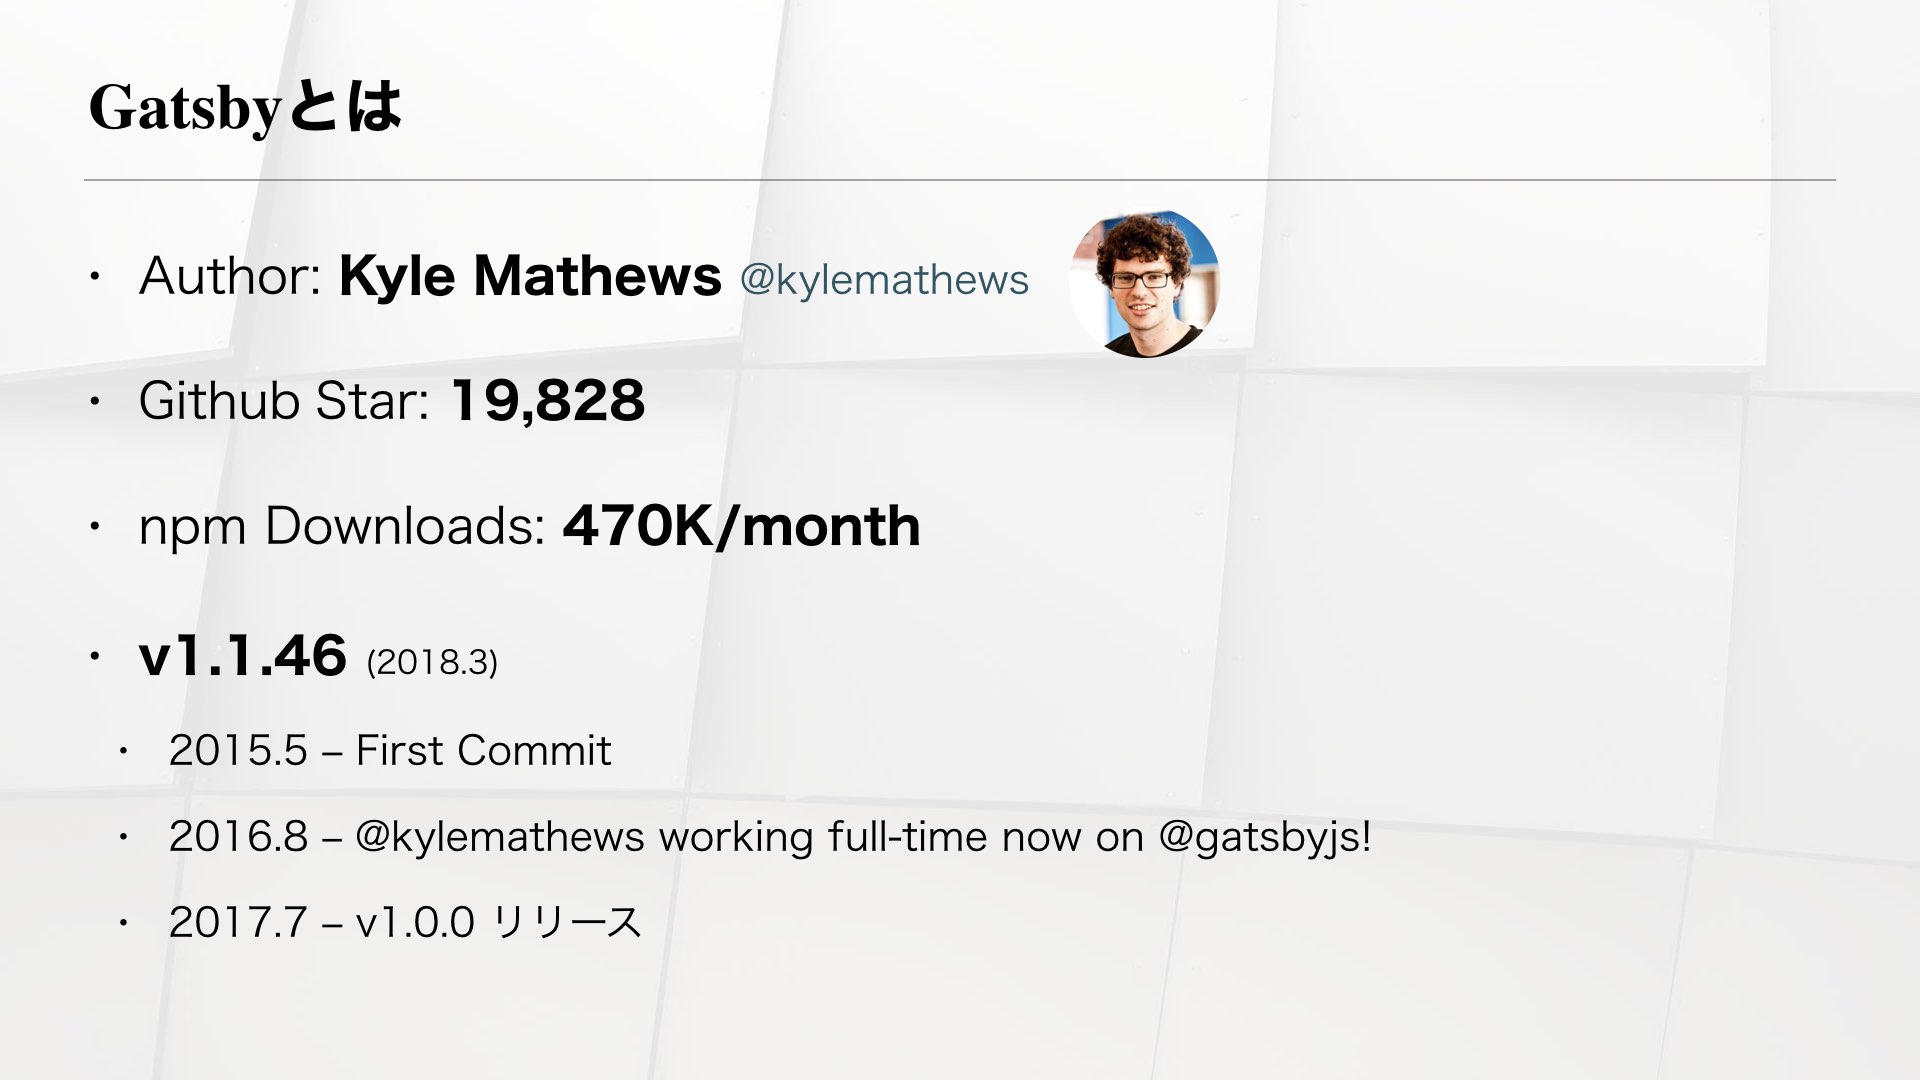 Gatsbyとは
・ Author: Kyle Mathews @kylemathews
・ Github Star: 19,828
・ npm Downloads: 470K/month
・ v1.1.46 (2018.3)
・ 2015.5 – First Commit
・ 2016.8 – @kylemathews working full-time now on @gatsbyjs!
・ 2017.7 – v1.0.0 リリース